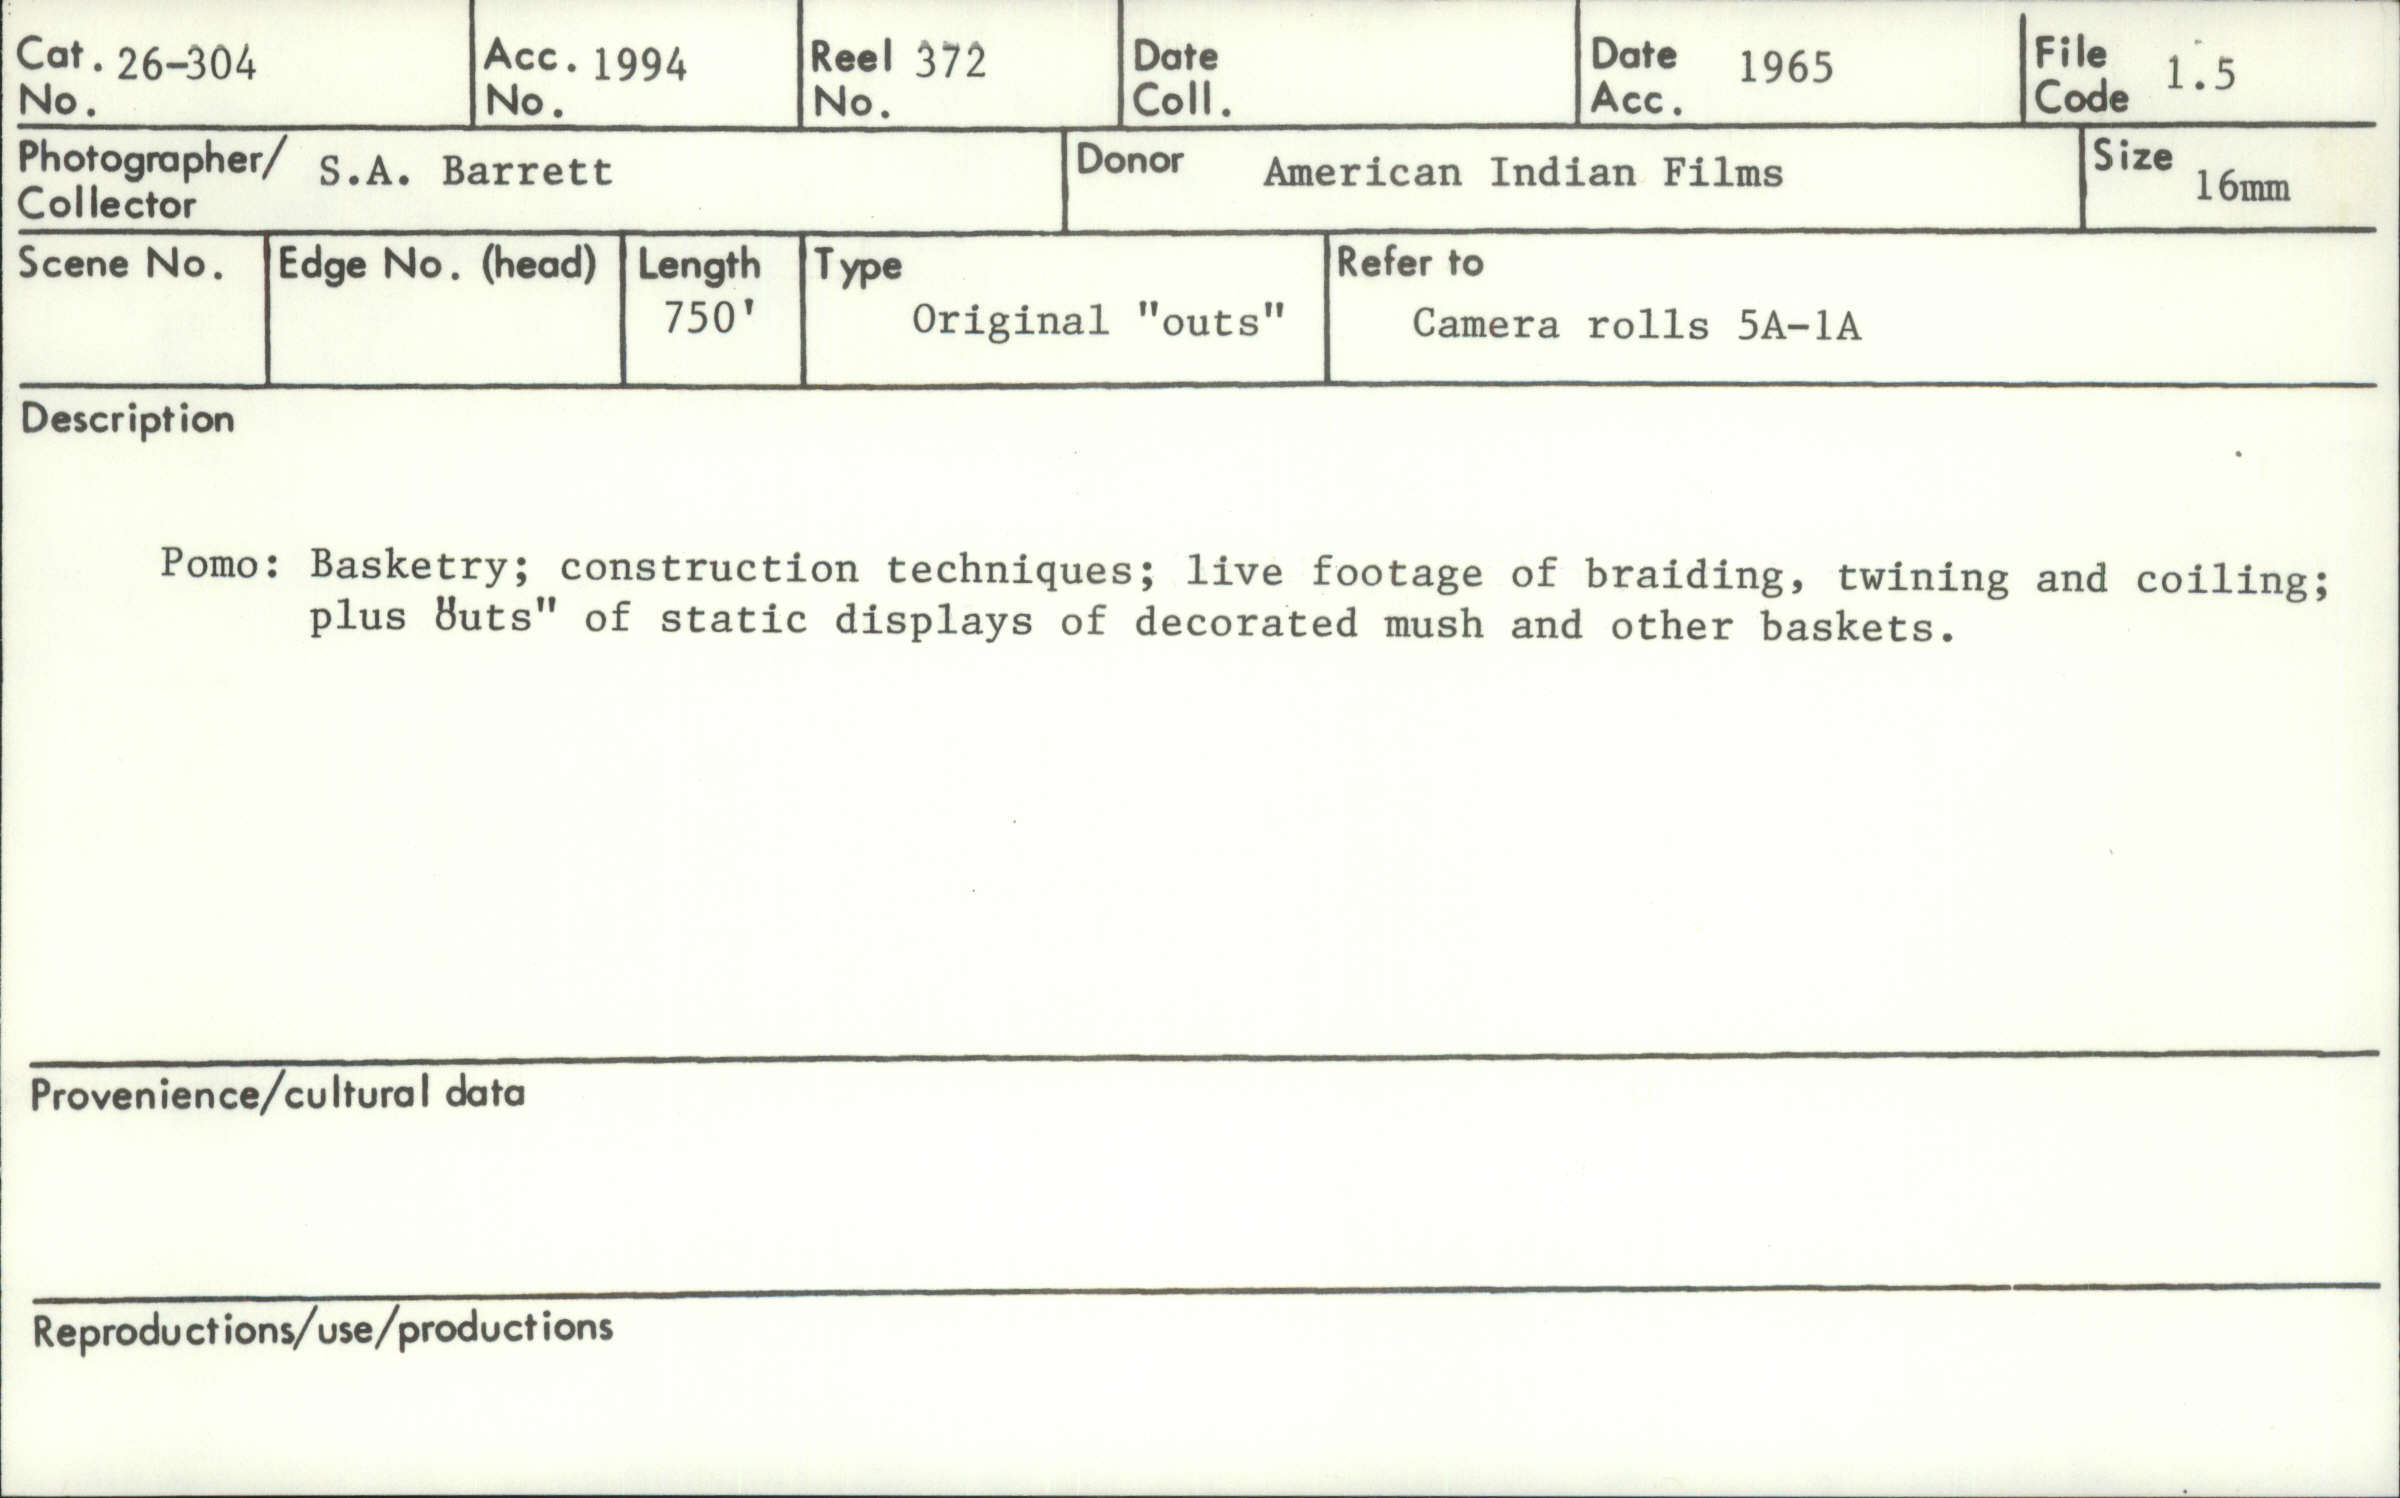 Cat. No. 26-304 Acc. No. 1994 Reel No. 372 Date Coll. Date Acc. 1965 File Code 1.5
Photographer/Collector S.A. Barrett Donor American Indian Films Size 16mm
Scene No. Edge No. (head) Length 750' Type Original "outs" Refer to Camera rolls 5A-1A
Description
Pomo: Basketry; construction techniques; live footage of braiding, twining and coiling;
plus "outs" of static displays of decorated mush and other baskets.
Provenience/cultural data
Reproductions/use/productions